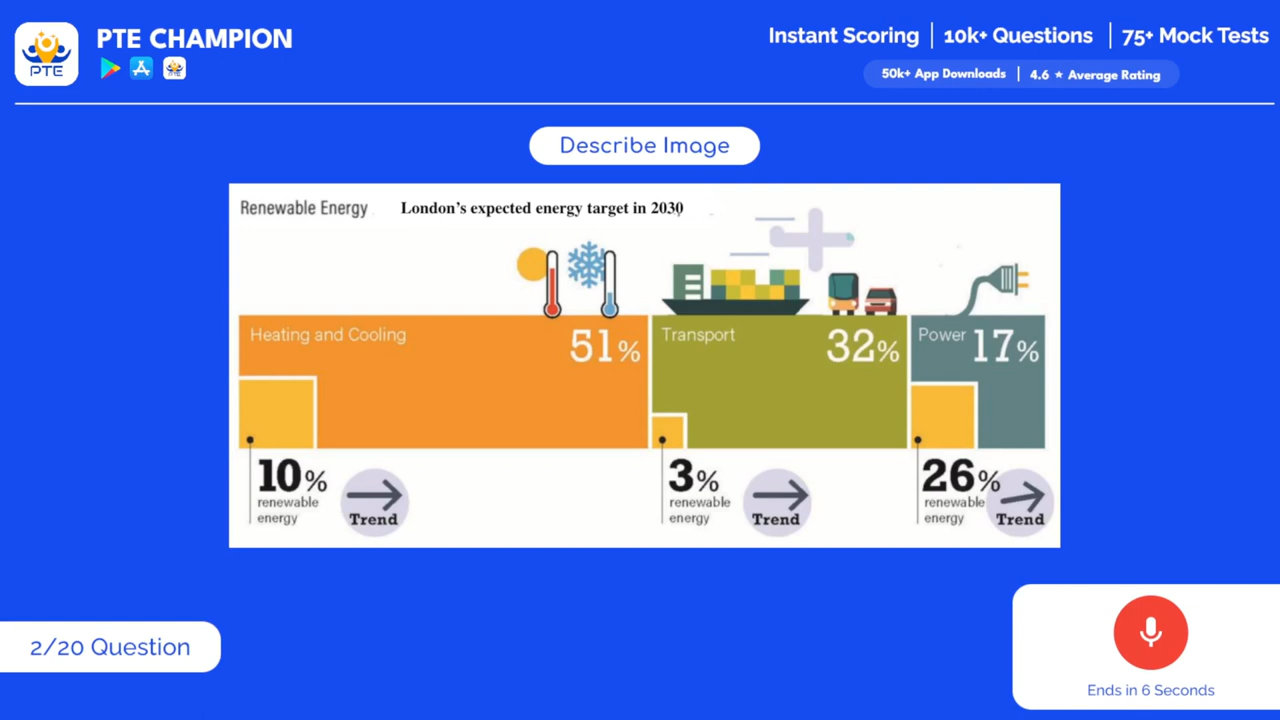 PTE CHAMPION
PTE
Instant Scoring | 10k+ Questions | 75+ Mock Tests
50k+ App Downloads | 4.6 ★ Average Rating
Describe Image
Renewable Energy
London's expected energy target in 2030
Heating and Cooling
51%
Transport
32%
Power
17%
10%
renewable
energy
Trend
3%
renewable
energy
Trend
26%
renewable
energy
Trend
2/20 Question
Ends in 6 Seconds